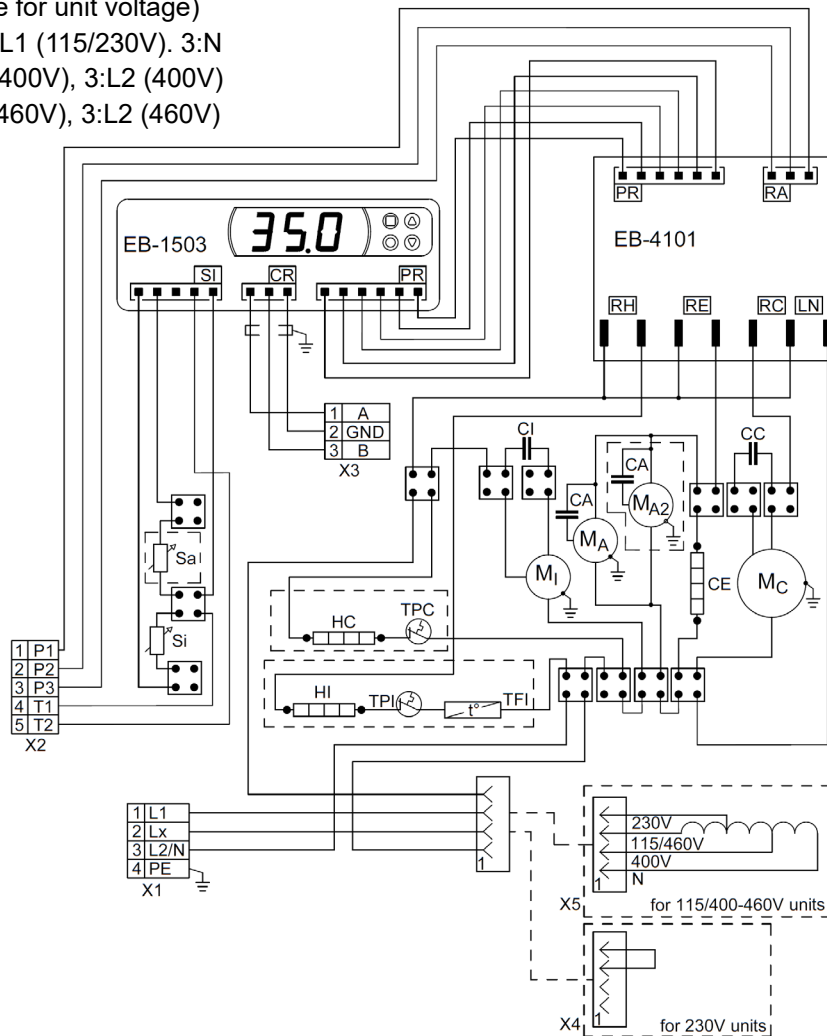 e for unit voltage)
L1 (115/230V). 3:N
400V), 3:L2 (400V)
460V), 3:L2 (460V)
PR
RA
EB-4101
EB-1503
35.0
SI
CR
PR
RH
RE
RC
LN
1 A
2 GND
3 B
X3
CI
CA
CA
MA2
MA
CC
MI
CE
MC
Sa
Si
HC
TPC
HI
TPI
t°
TFI
1 P1
2 P2
3 P3
4 T1
5 T2
X2
1 L1
2 Lx
3 L2/N
4 PE
X1
1
230V
115/460V
400V
N
1
X5
for 115/400-460V units
1
X4
for 230V units